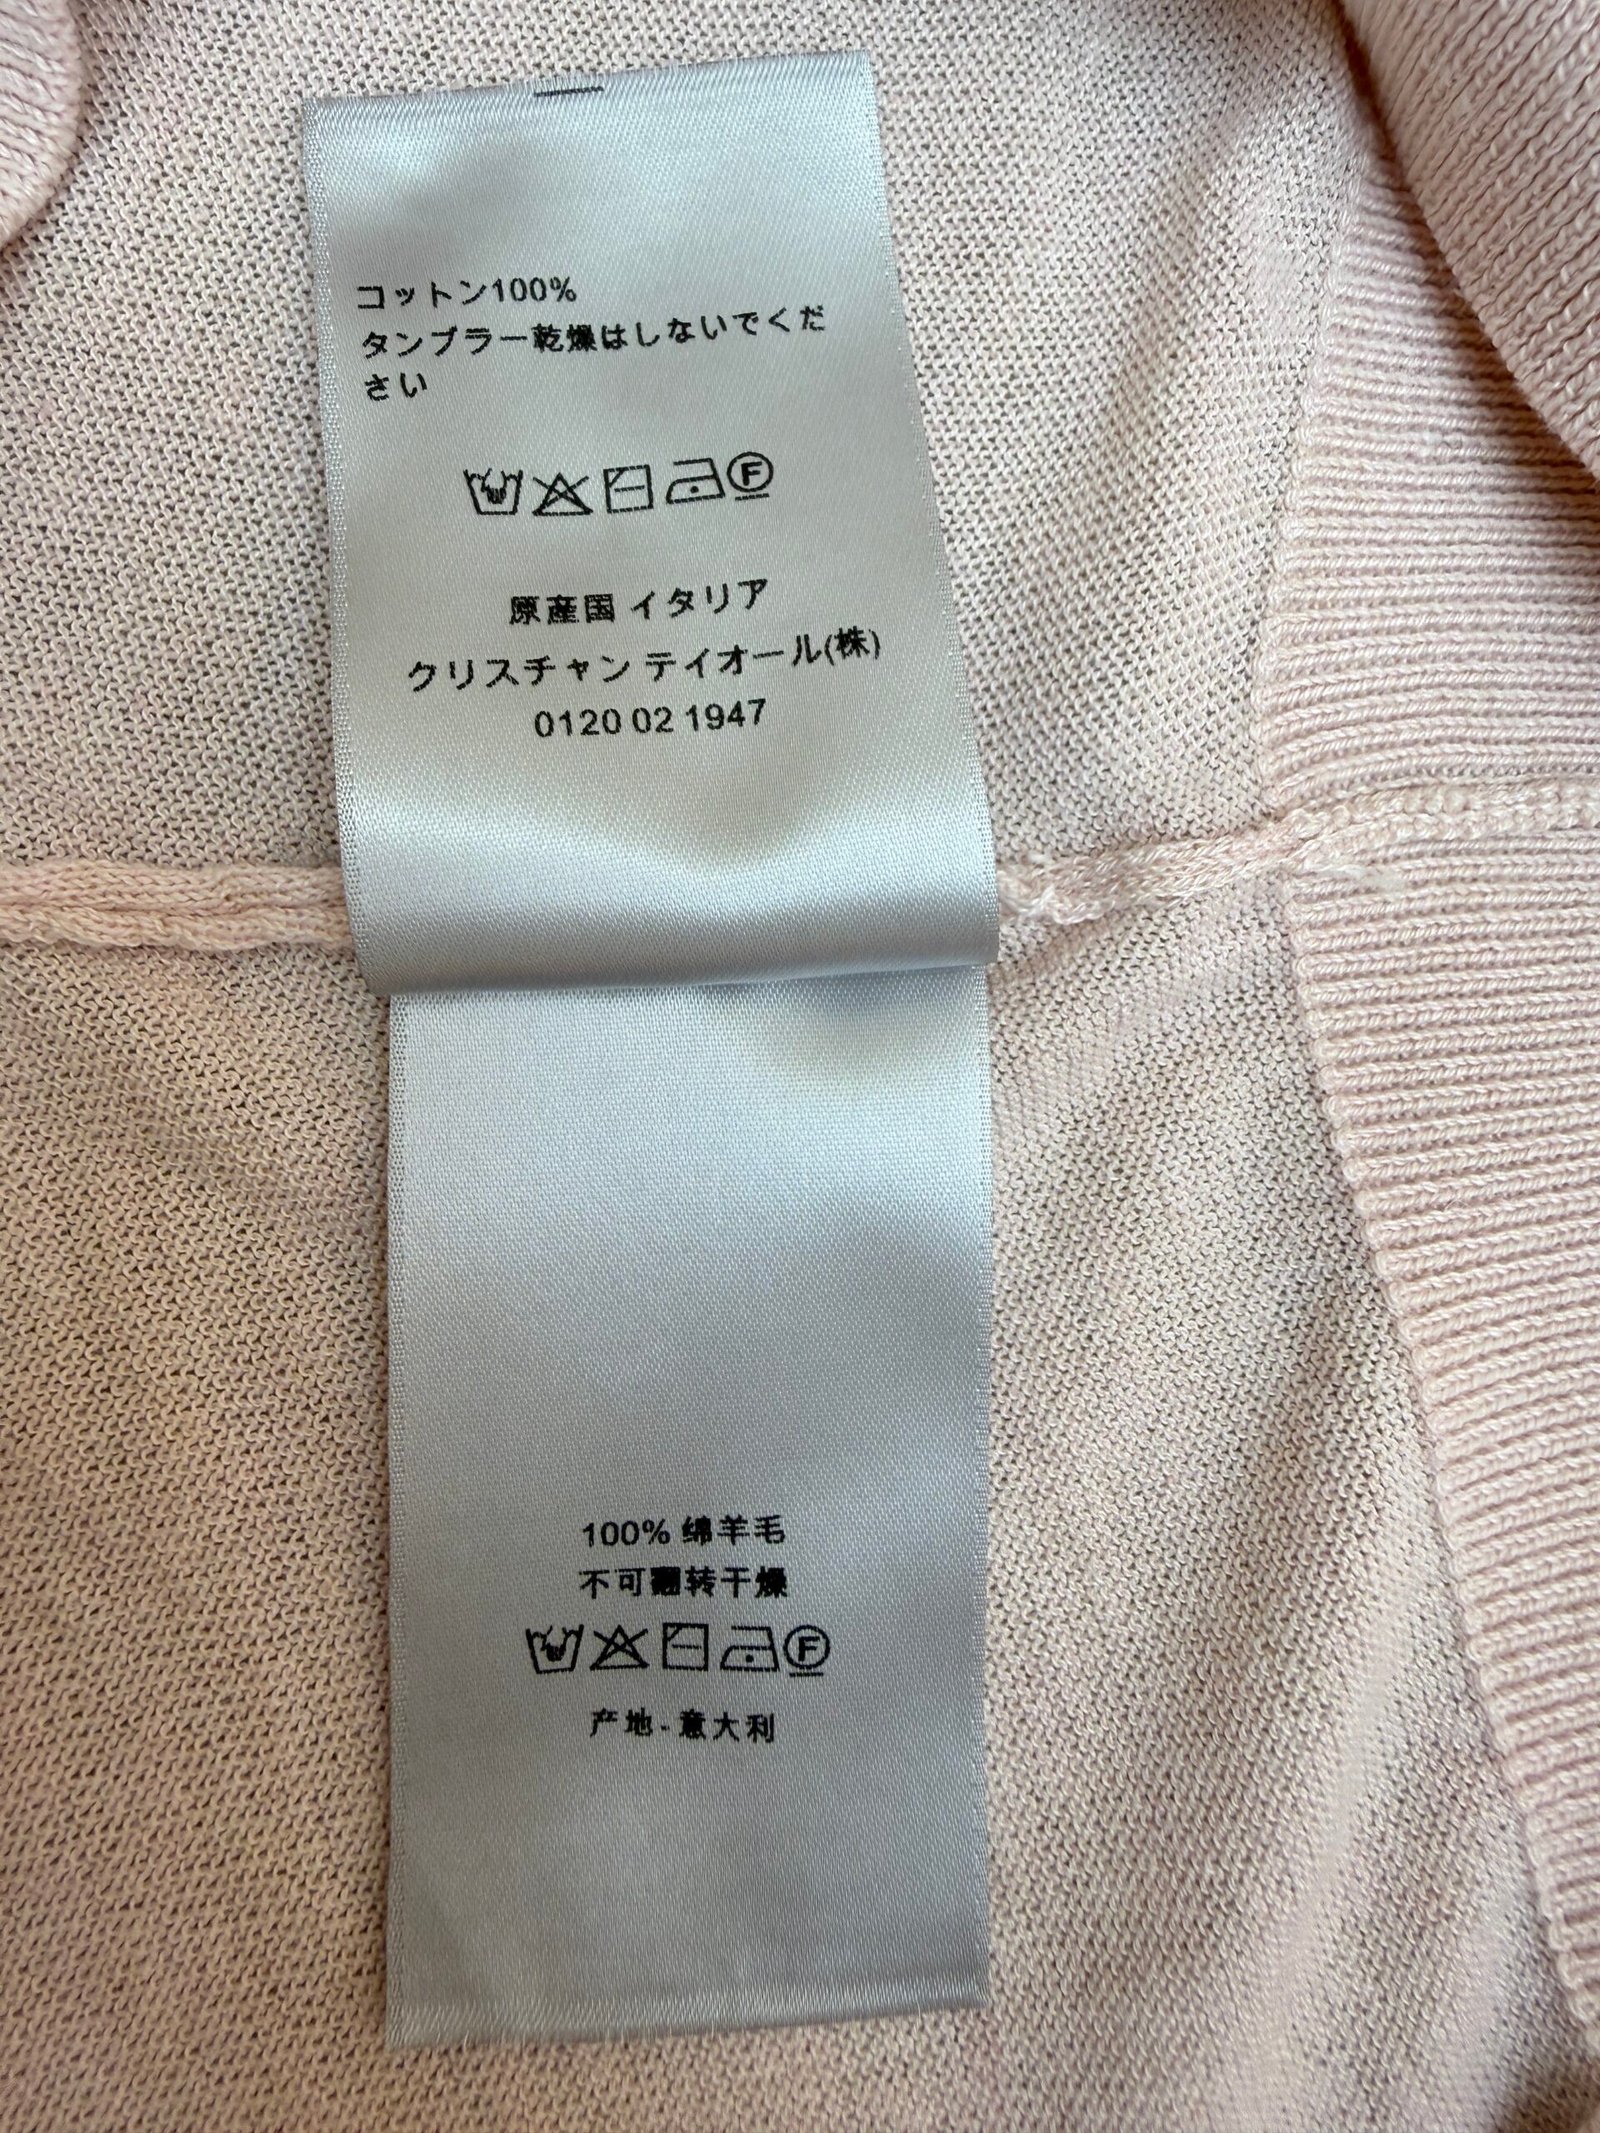 コットン100%
タンブラー乾燥はしないでくだ
さい
F
原産国 イタリア
クリスチャン テイオール(株)
0120 02 1947
100% 绵羊毛
不可翻转干燥
F
产地-意大利